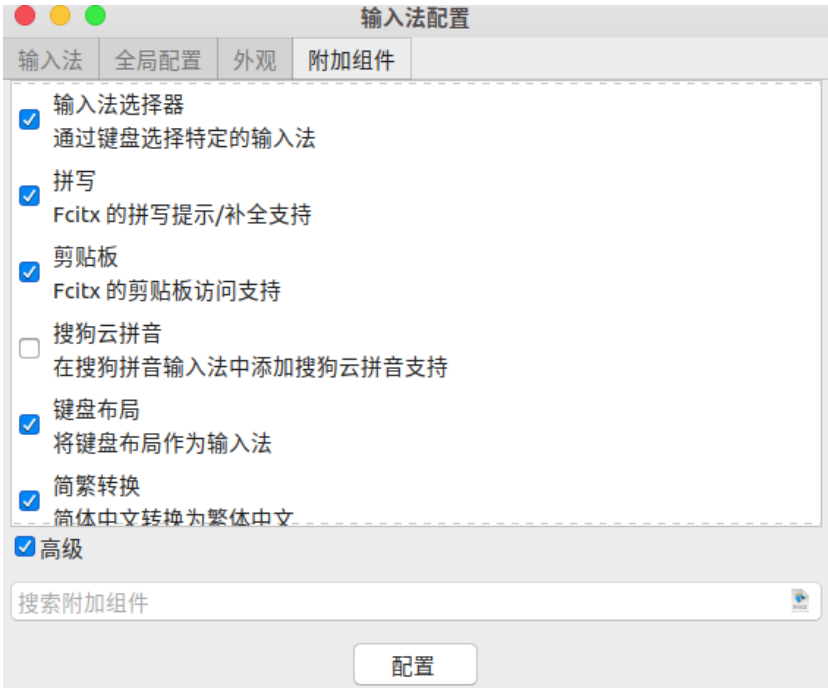 输入法配置
输入法 全局配置 外观 附加组件
输入法选择器
通过键盘选择特定的输入法
拼写
Fcitx 的拼写提示/补全支持
剪贴板
Fcitx 的剪贴板访问支持
搜狗云拼音
在搜狗拼音输入法中添加搜狗云拼音支持
键盘布局
将键盘布局作为输入法
简繁转换
简体中文转换为繁体中文
高级
搜索附加组件
配置